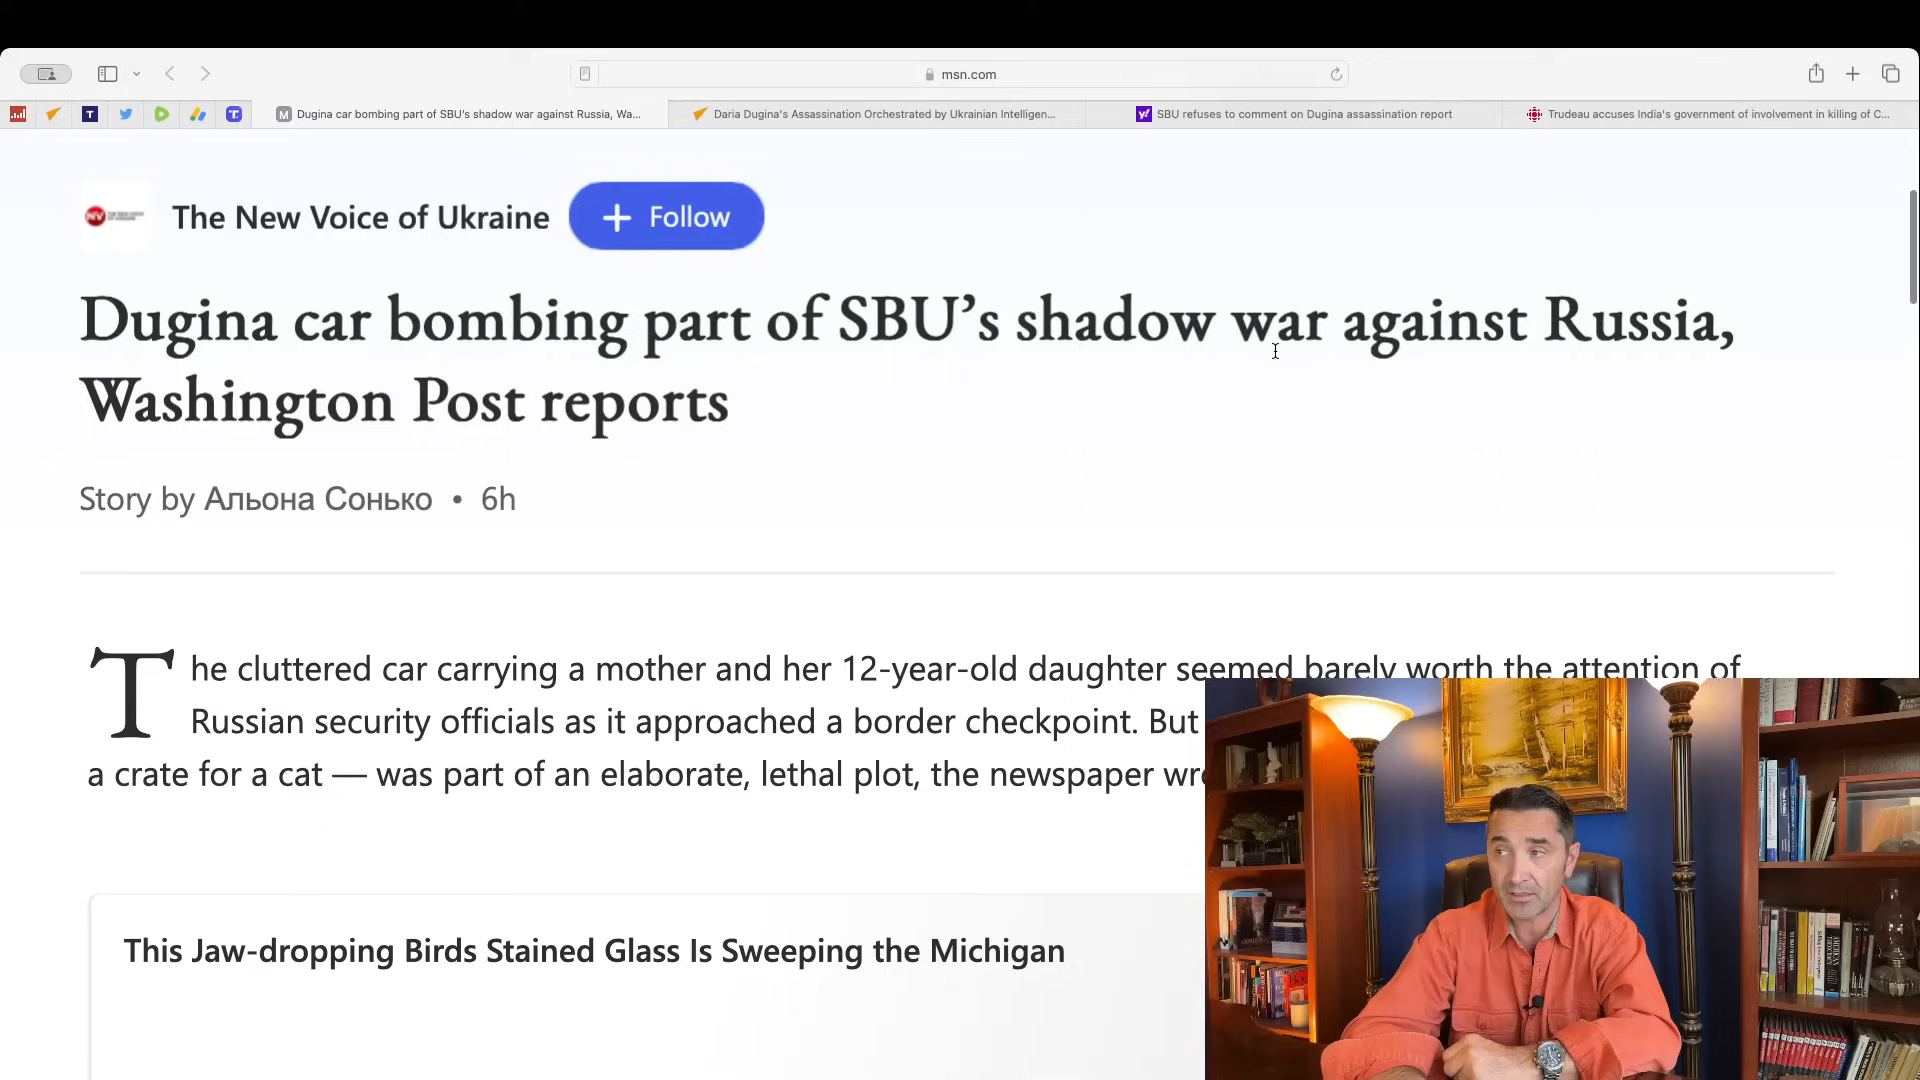 msn.com
Dugina car bombing part of SBU's shadow war against Russia, Wa...
Daria Dugina's Assassination Orchestrated by Ukrainian Intelligen...
SBU refuses to comment on Dugina assassination report
Trudeau accuses India's government of involvement in killing of C...
The New Voice of Ukraine
+ Follow
Dugina car bombing part of SBU’s shadow war against Russia,
Washington Post reports
Story by Альона Сонько • 6h
The cluttered car carrying a mother and her 12-year-old daughter seemed barely worth the attention of
Russian security officials as it approached a border checkpoint. But
a crate for a cat — was part of an elaborate, lethal plot, the newspaper
This Jaw-dropping Birds Stained Glass Is Sweeping the Michigan